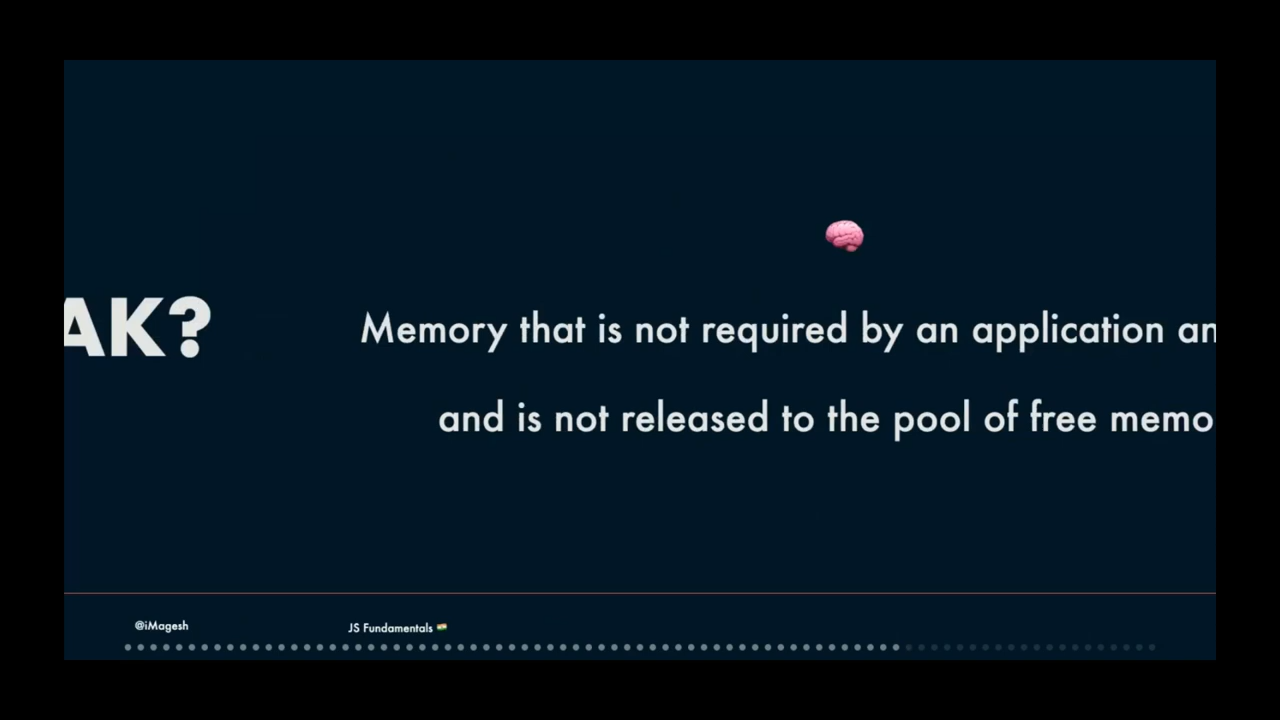 AK?
Memory that is not required by an application an
and is not released to the pool of free memo
@iMagesh
JS Fundamentals